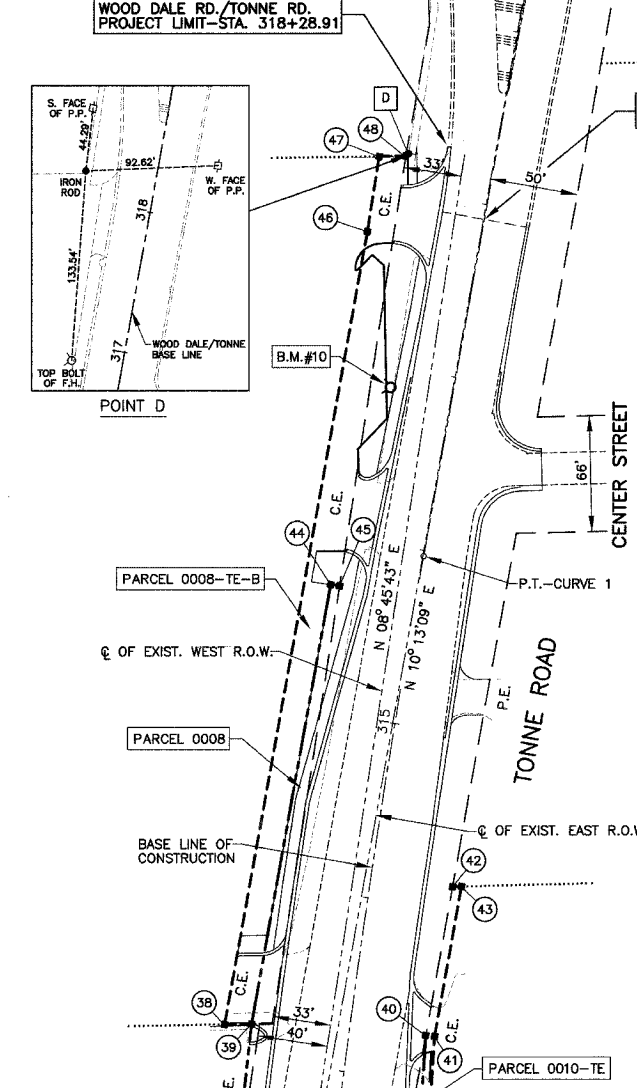 WOOD DALE RD./TONNE RD.
PROJECT LIMIT-STA. 318+28.91
S. FACE
OF P.P.
44.29'
92.62'
IRON
ROD
W. FACE
OF P.P.
318
133.54'
317
WOOD DALE/TONNE
BASE LINE
TOP BOLT
OF F.H.
POINT D
D
48
47
33'
50'
C.E.
46
B.M.#10
66'
CENTER STREET
C.E.
44
45
PARCEL 0008-TE-B
P.T.-CURVE 1
N 08° 45'43" E
N 10° 13'09" E
℄ OF EXIST. WEST R.O.W.
P.E.
TONNE ROAD
315
PARCEL 0008
BASE LINE OF
CONSTRUCTION
℄ OF EXIST. EAST R.O.W
42
43
C.E.
38
33'
40'
39
40
41
C.E.
PARCEL 0010-TE
E.